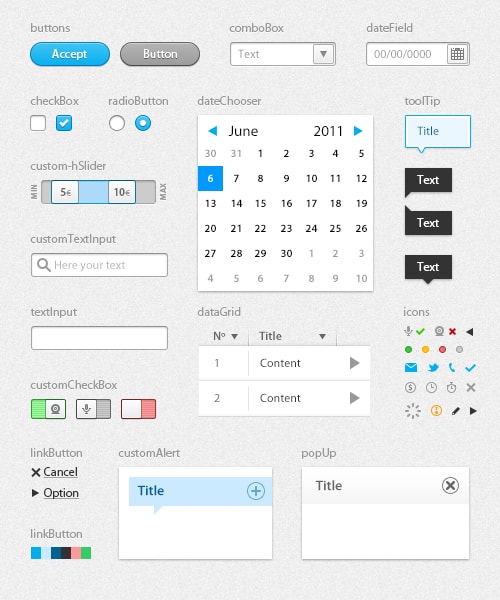 buttons
Accept
Button
comboBox
Text
dateField
00/00/0000
checkBox
radioButton
custom-hSlider
MIN
5€
10€
MAX
customTextInput
Here your text
textInput
customCheckBox
linkButton
Cancel
Option
linkButton
dateChooser
June 2011
30 31 1 2 3 4 5
6 7 8 9 10 11 12
13 14 15 16 17 18 19
20 21 22 23 24 25 26
27 28 29 30 1 2 3
4 5 6 7 8 9 10
dataGrid
Nº Title
1 Content
2 Content
toolTip
Title
Text
Text
Text
icons
customAlert
Title
popUp
Title